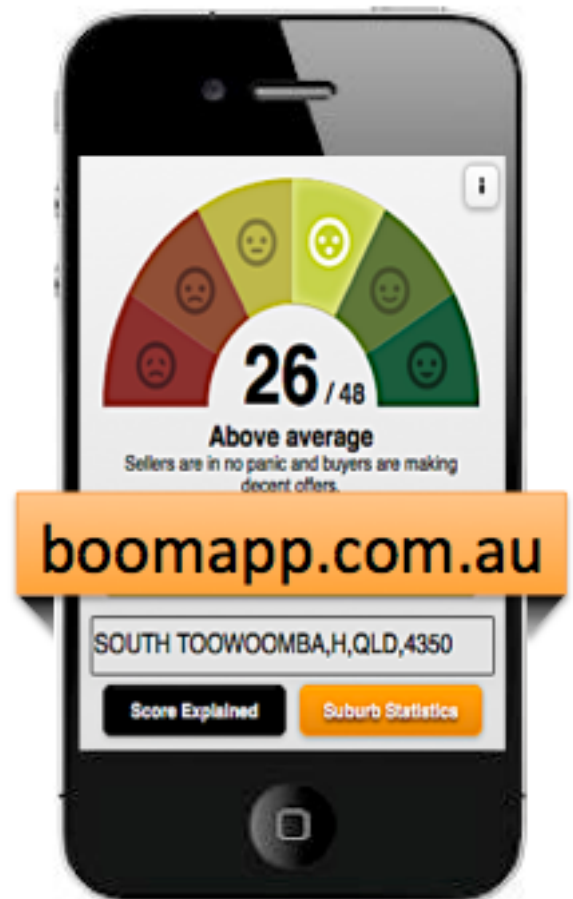 i
26 / 48
Above average
Sellers are in no panic and buyers are making
decent offers.
boomapp.com.au
SOUTH TOOWOOMBA,H,QLD,4350
Score Explained
Suburb Statistics